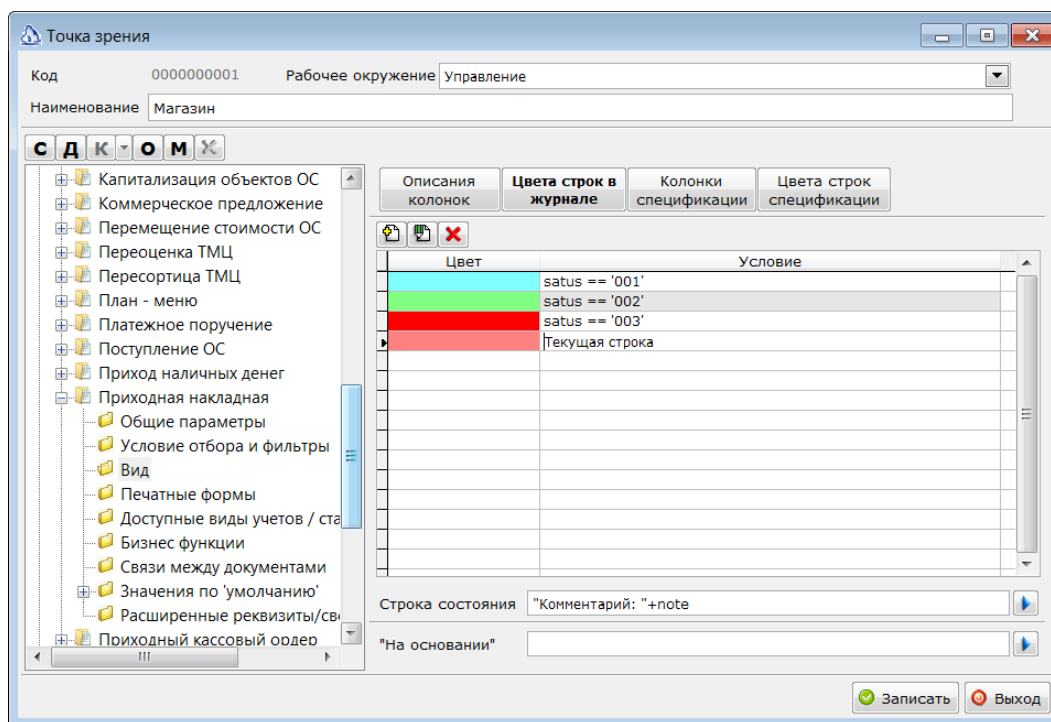 Точка зрения
Код 0000000001 Рабочее окружение Управление
Наименование Магазин
С Д К О М
Капитализация объектов ОС
Коммерческое предложение
Перемещение стоимости ОС
Переоценка ТМЦ
Пересортица ТМЦ
План - меню
Платежное поручение
Поступление ОС
Приход наличных денег
Приходная накладная
Общие параметры
Условие отбора и фильтры
Вид
Печатные формы
Доступные виды учетов / ста
Бизнес функции
Связи между документами
Значения по 'умолчанию'
Расширенные реквизиты/сво
Приходный кассовый ордер
Описания колонок
Цвета строк в журнале
Колонки спецификации
Цвета строк спецификации
Цвет Условие
satus == '001'
satus == '002'
satus == '003'
Текущая строка
Строка состояния "Комментарий: "+note
"На основании"
Записать Выход